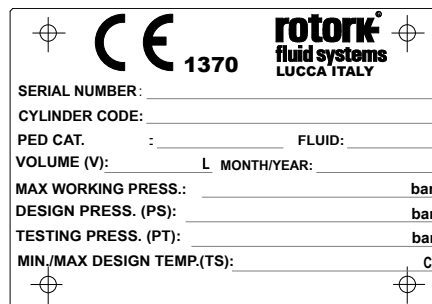 CE 1370
rotork®
fluid systems
LUCCA ITALY
SERIAL NUMBER:
CYLINDER CODE:
PED CAT. : FLUID:
VOLUME (V): L MONTH/YEAR:
MAX WORKING PRESS.: bar
DESIGN PRESS. (PS): bar
TESTING PRESS. (PT): bar
MIN./MAX DESIGN TEMP.(TS): C